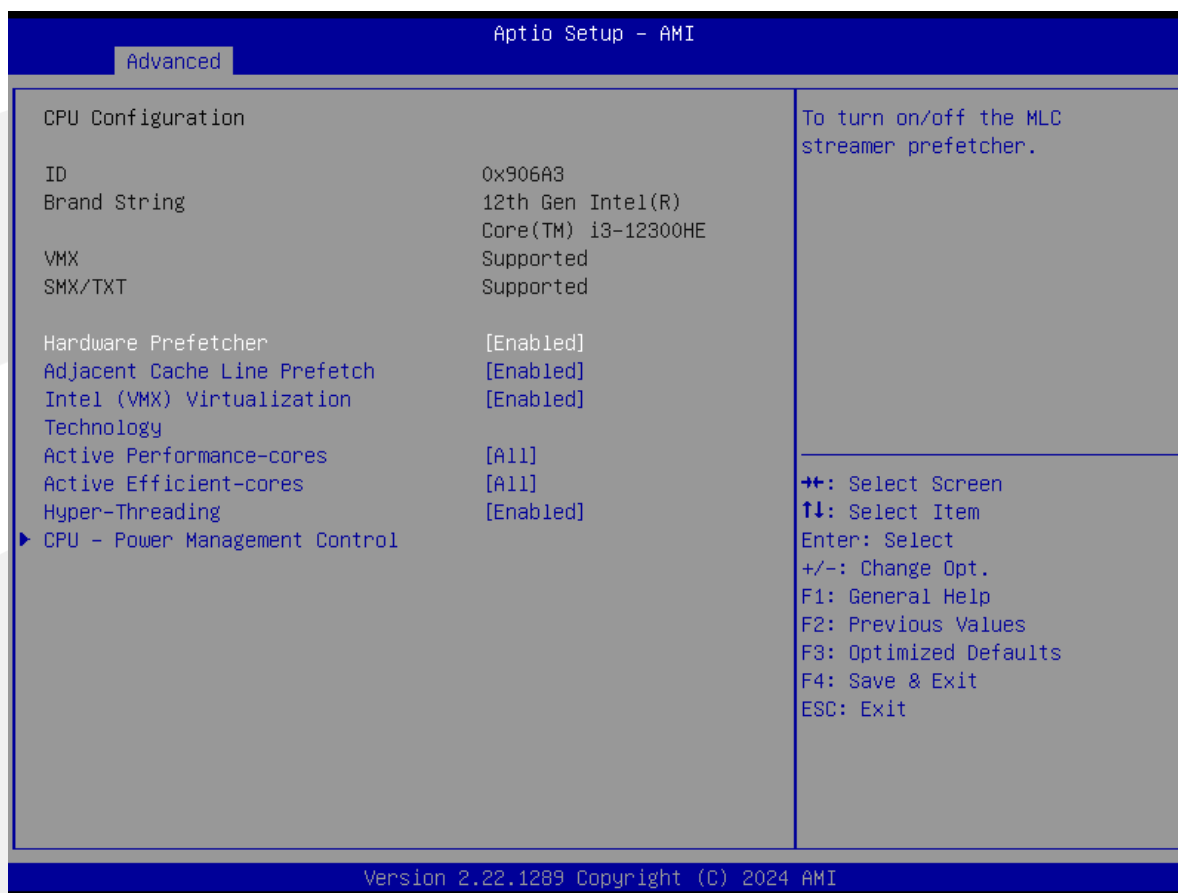 Aptio Setup - AMI
Advanced
CPU Configuration
ID 0x906A3
Brand String 12th Gen Intel(R)
Core(TM) i3-12300HE
VMX Supported
SMX/TXT Supported
Hardware Prefetcher [Enabled]
Adjacent Cache Line Prefetch [Enabled]
Intel (VMX) Virtualization [Enabled]
Technology
Active Performance-cores [All]
Active Efficient-cores [All]
Hyper-Threading [Enabled]
CPU - Power Management Control
To turn on/off the MLC
streamer prefetcher.
→←: Select Screen
↑↓: Select Item
Enter: Select
+/-: Change Opt.
F1: General Help
F2: Previous Values
F3: Optimized Defaults
F4: Save & Exit
ESC: Exit
Version 2.22.1289 Copyright (C) 2024 AMI